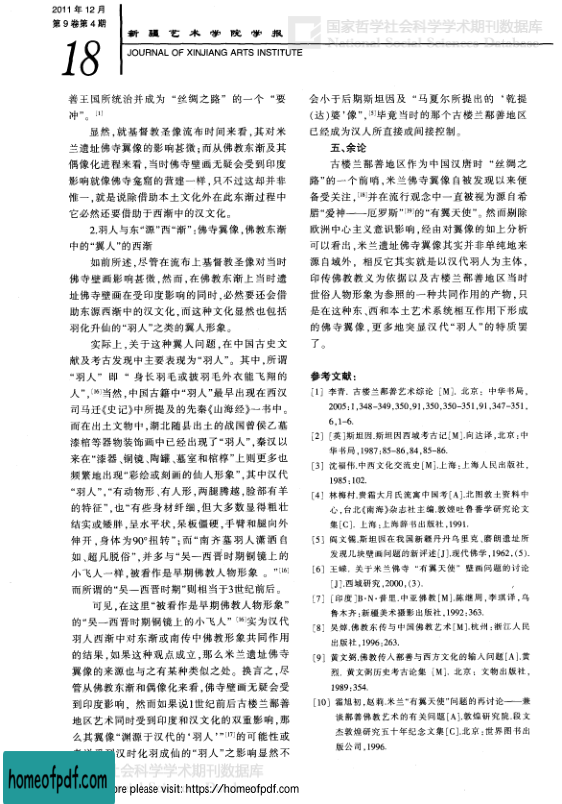 2011 年 12 月
第 9 卷第 4 期
18
新 疆 艺 术 学 院 学 报
JOURNAL OF XINJIANG ARTS INSTITUTE
国家哲学社会科学学术期刊数据库
National Social Sciences Database
善王国所统治并成为 “丝绸之路” 的一个 “要
冲”。[1]
显然,就基督教圣像流布时间来看,其对米
兰遗址佛寺翼像的影响甚微;而从佛教东渐及其
偶像化进程来看,当时佛寺壁画无疑会受到印度
影响就像佛寺龛窟的营建一样,只不过这却并非
惟一,就是说除借助本土文化外在此东渐过程中
它必然还要借助于西渐中的汉文化。
2.羽人与东“源”西“渐”:佛寺翼像,佛教东渐
中的“翼人”的西渐
如前所述,尽管在流布上基督教圣像对当时
佛寺壁画影响甚微,然而,在佛教东渐上当时遗
址佛寺壁画在受印度影响的同时,必然要还会借
助东源西渐中的汉文化,而这种文化显然也包括
羽化升仙的“羽人”之类的翼人形象。
实际上,关于这种翼人问题,在中国古史文
献及考古发现中主要表现为“羽人”。其中,所谓
“羽人” 即 “ 身长羽毛或披羽毛外衣能飞翔的
人”,[16]当然,中国古籍中“羽人”最早出现在西汉
司马迁《史记》中所提及的先秦《山海经》一书中。
而在出土文物中,湖北随县出土的战国曾侯乙墓
漆棺等器物装饰画中已经出现了“羽人”,秦汉以
来在“漆器、铜镜、陶罐、墓室和棺椁”上则更多也
频繁地出现“彩绘或刻画的仙人形象”,其中汉代
“羽人”,“有动物形、有人形,两腿腾越,脸部有羊
的特征”,也“有些身材纤细,但大多数显得粗壮
结实或矮胖,呈水平状,呆板僵硬,手臂和腿向外
伸开,身体为90°扭转”;而“南齐墓羽人潇洒自
如、超凡脱俗”,并多与“吴—西晋时期铜镜上的
小飞人一样,被看作是早期佛教人物形象 。”[16]
而所谓的“吴—西晋时期”则相当于3世纪前后。
可见,在这里“被看作是早期佛教人物形象”
的“吴—西晋时期铜镜上的小飞人” [16]实为汉代
羽人西渐中对东渐或南传中佛教形象共同作用
的结果,如果这种观点成立,那么米兰遗址佛寺
翼像的来源也与之有某种类似之处。换言之,尽
管从佛教东渐和偶像化来看,佛寺壁画无疑会受
到印度影响, 然而如果说1世纪前后古楼兰鄯善
地区艺术同时受到印度和汉文化的双重影响,那
么其翼像“渊源于汉代的‘羽人’”[17]的可能性或
汉时化羽成仙的“羽人”之影响显然不
会小于后期斯坦因及 “马夏尔所提出的 ‘乾提
(达)婆’像”,[5]毕竟当时的那个古楼兰鄯善地区
已经成为汉人所直接或间接控制。
五、余论
古楼兰鄯善地区作为中国汉唐时 “丝绸之
路”的一个前哨,米兰佛寺翼像自被发现以来便
备受关注,[18]并在流行观念中一直被视为源自希
腊“爱神——厄罗斯”[19]的“有翼天使”。然而剔除
欧洲中心主义意识影响,经由对翼像的如上分析
可以看出,米兰遗址佛寺翼像其实并非单纯地来
源自域外, 相反它其实就是以汉代羽人为主体,
印传佛教教义为依据以及古楼兰鄯善地区当时
世俗人物形象为参照的一种共同作用的产物,只
是在这种东、西和本土艺术系统相互作用下形成
的佛寺翼像,更多地突显汉代“羽人”的特质罢
了。
参考文献:
[1] 李青. 古楼兰鄯善艺术综论 [M]. 北京: 中华书局,
2005:1,348-349,350,91,350-351,91,347-351,
6,1-6.
[2] [英]斯坦因.斯坦因西域考古记[M].向达译,北京:中
华书局,1987:85-86,84,85-86.
[3] 沈福伟.中西文化交流史[M].上海:上海人民出版社,
1985:102.
[4] 林梅村.贵霜大月氏流寓中国考[A].北图敦土资料中
心,台北《南海》杂志社主编.敦煌吐鲁番学研究论文
集[C]. 上海:上海辞书出版社,1991.
[5] 阎文儒.斯坦因在我国新疆丹丹乌里克、磨朗遗址所
发现几块壁画问题的新评述[J].现代佛学,1962,(5).
[6] 王嵘. 关于米兰佛寺 “有翼天使” 壁画问题的讨论
[J].西域研究,2000,(3).
[7] [印度]B·N·普里.中亚佛教[M].陈继周,李琪译,乌
鲁木齐:新疆美术摄影出版社,1992:363.
[8] 吴焯.佛教东传与中国佛教艺术[M].杭州:浙江人民
出版社,1996:263.
[9] 黄文弼.佛教传入鄯善与西方文化的输入问题[A].黄
烈. 黄文弼历史考古论集 [M]. 北京: 文物出版社,
1989:354.
[10] 霍旭初,赵莉.米兰“有翼天使”问题的再讨论——兼
谈鄯善佛教艺术的有关问题[A].敦煌研究院.段文
杰敦煌研究五十年纪念文集[C].北京:世界图书出
版公司,1996.
社会科学学术期刊数据库
homeofpdf.com
re please visit: https://homeofpdf.com